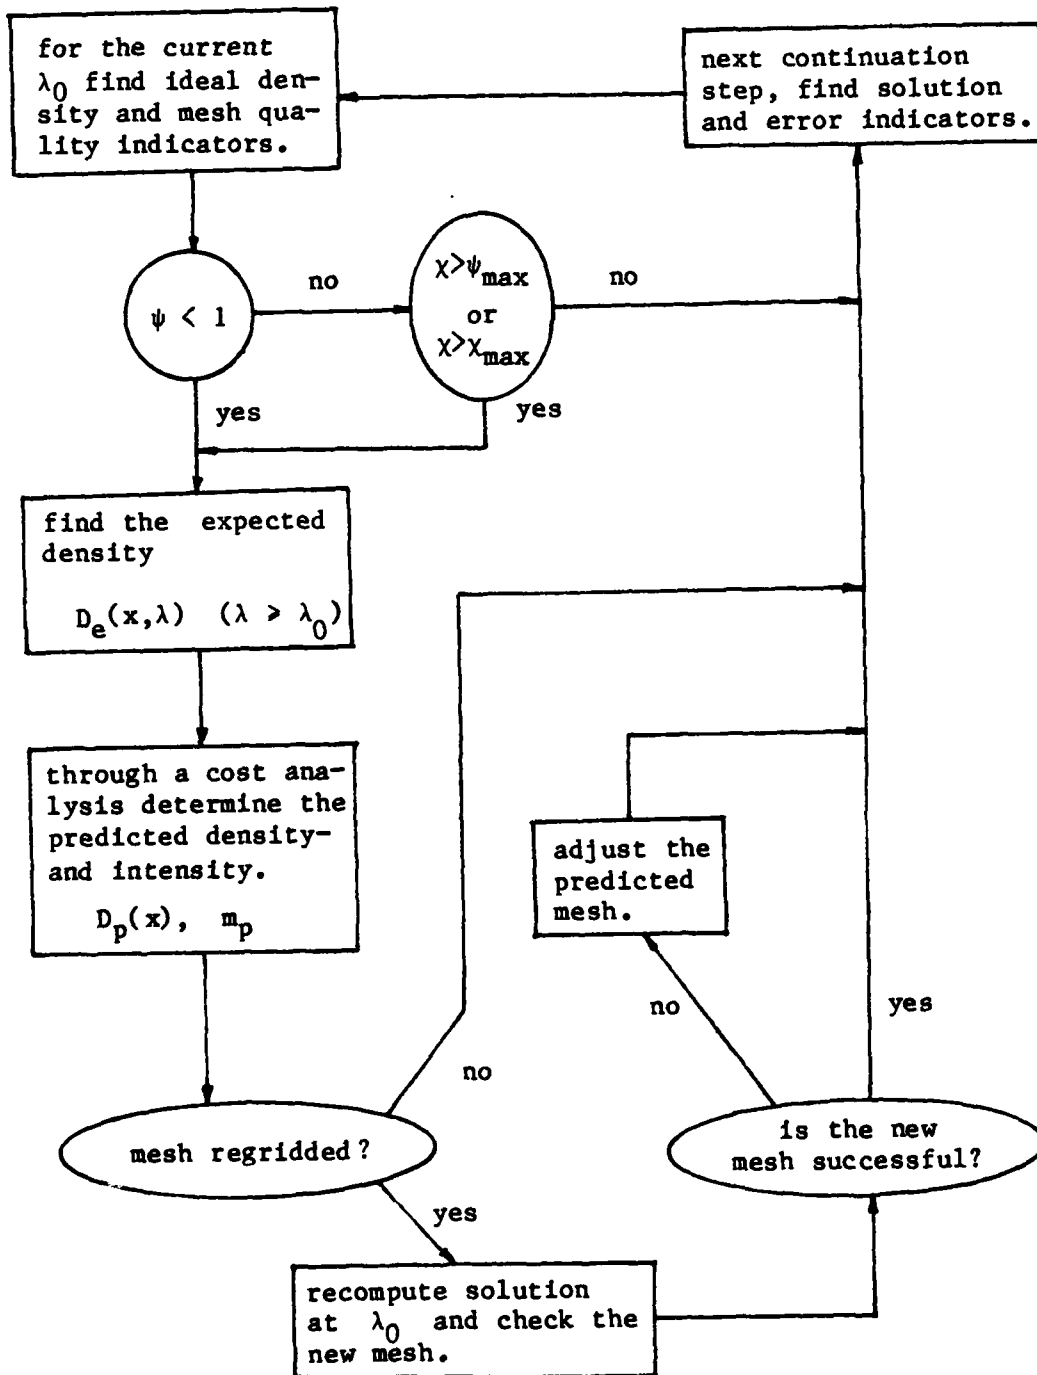 for the current
λ0 find ideal den-
sity and mesh qua-
lity indicators.
next continuation
step, find solution
and error indicators.
ψ < 1
no
χ>ψmax
or
χ>χmax
no
yes
yes
find the expected
density
De(x,λ) (λ ⩾ λ0)
through a cost ana-
lysis determine the
predicted density-
and intensity.
Dp(x), mp
adjust the
predicted
mesh.
no
yes
no
mesh regridded?
is the new
mesh successful?
yes
recompute solution
at λ0 and check the
new mesh.